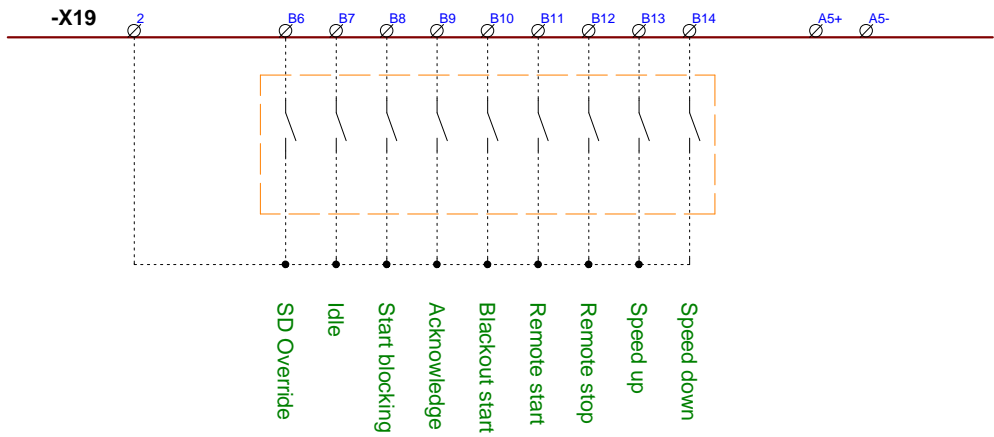 -X19
2
B6
B7
B8
B9
B10
B11
B12
B13
B14
A5+
A5-
SD Override
Idle
Start blocking
Acknowledge
Blackout start
Remote start
Remote stop
Speed up
Speed down